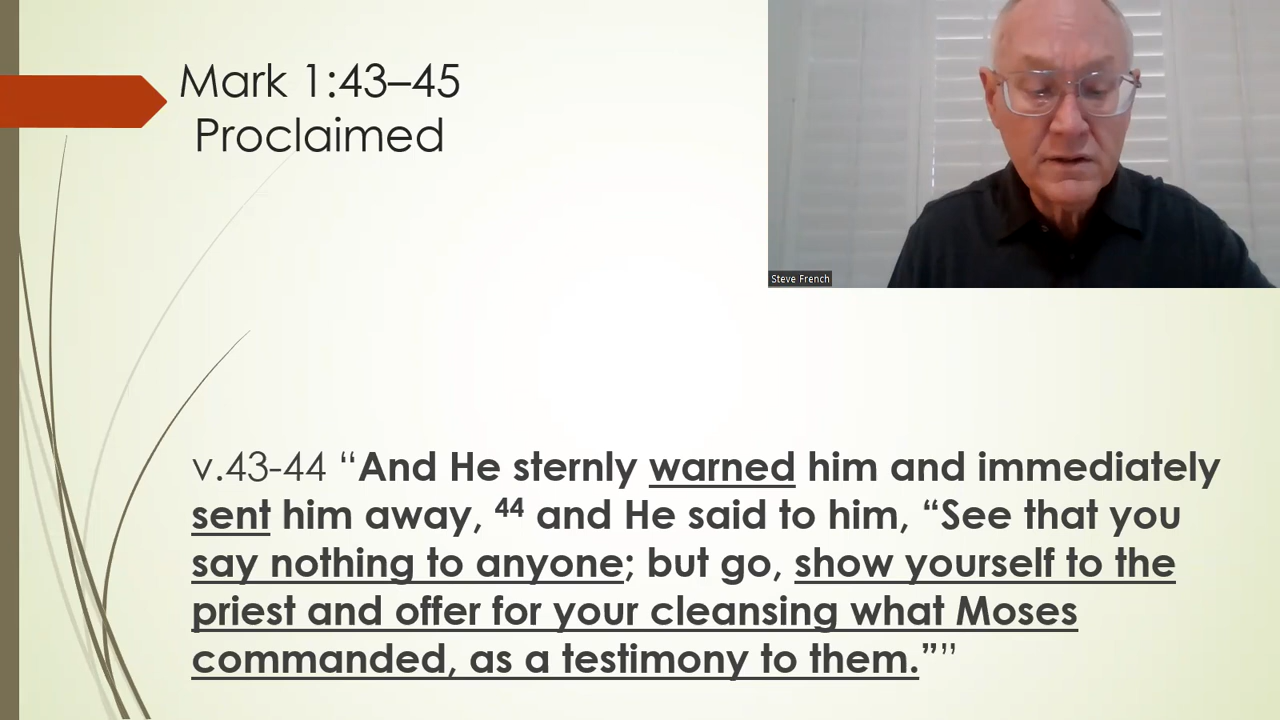 Mark 1:43–45
Proclaimed
Steve French
v.43-44 “And He sternly warned him and immediately
sent him away, 44 and He said to him, “See that you
say nothing to anyone; but go, show yourself to the
priest and offer for your cleansing what Moses
commanded, as a testimony to them.””